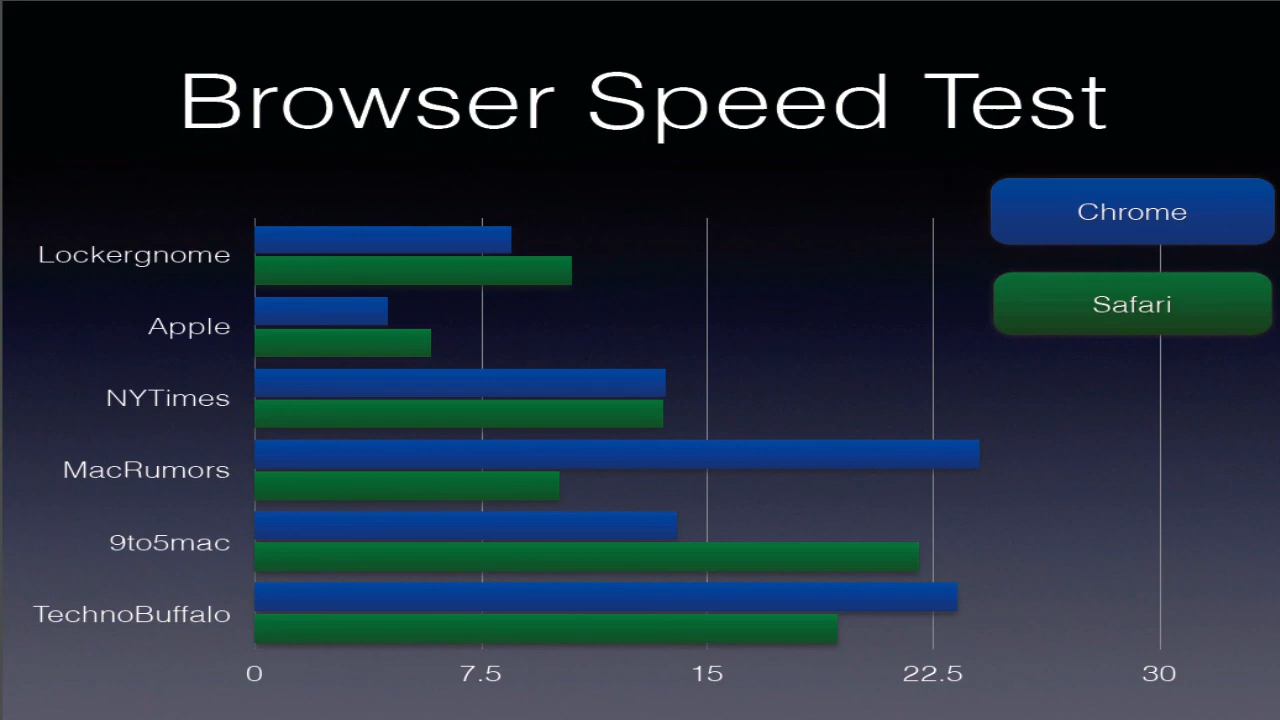 Browser Speed Test
Chrome
Safari
Lockergnome
Apple
NYTimes
MacRumors
9to5mac
TechnoBuffalo
0 7.5 15 22.5 30